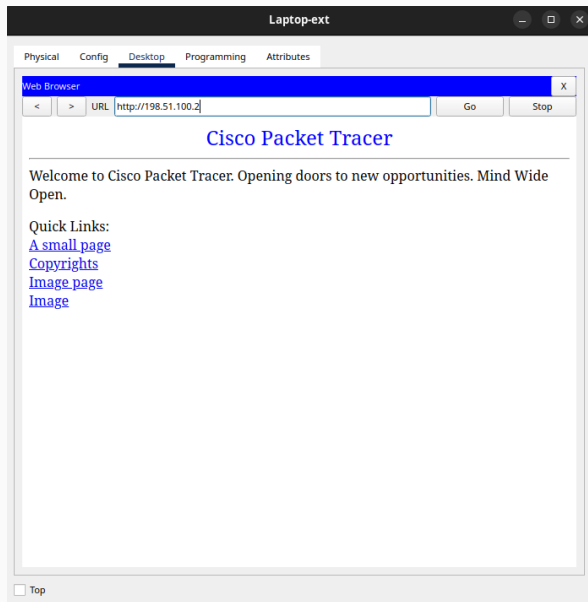 Laptop-ext
Physical Config Desktop Programming Attributes
Web Browser X
< > URL http://198.51.100.2 Go Stop
Cisco Packet Tracer
Welcome to Cisco Packet Tracer. Opening doors to new opportunities. Mind Wide
Open.
Quick Links:
A small page
Copyrights
Image page
Image
Top